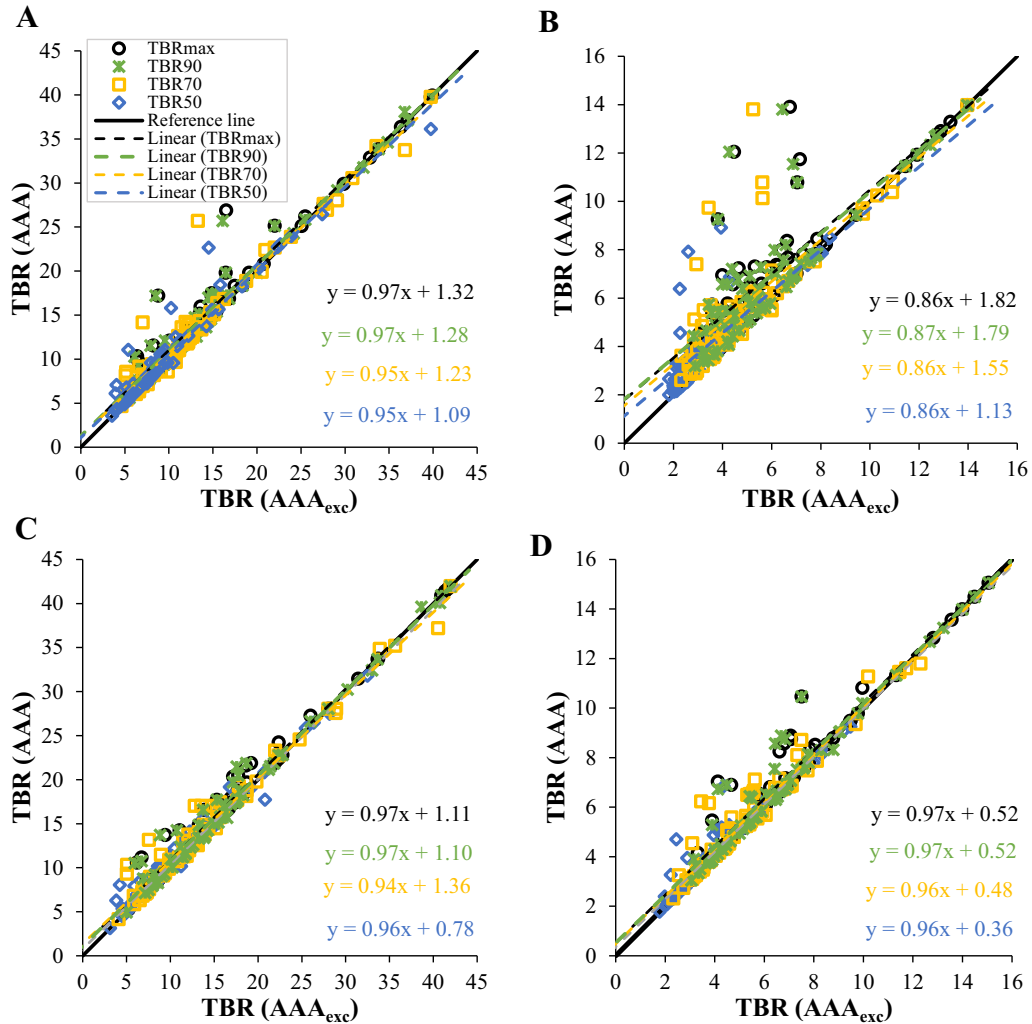 A
TBRmax
TBR90
TBR70
TBR50
Reference line
Linear (TBRmax)
Linear (TBR90)
Linear (TBR70)
Linear (TBR50)
45
40
35
30
25
20
15
10
5
0
TBR (AAA)
y = 0.97x + 1.32
y = 0.97x + 1.28
y = 0.95x + 1.23
y = 0.95x + 1.09
0 5 10 15 20 25 30 35 40 45
TBR (AAAexc)
B
16
14
12
10
8
6
4
2
0
TBR (AAA)
y = 0.86x + 1.82
y = 0.87x + 1.79
y = 0.86x + 1.55
y = 0.86x + 1.13
0 2 4 6 8 10 12 14 16
TBR (AAAexc)
C
45
40
35
30
25
20
15
10
5
0
TBR (AAA)
y = 0.97x + 1.11
y = 0.97x + 1.10
y = 0.94x + 1.36
y = 0.96x + 0.78
0 5 10 15 20 25 30 35 40 45
TBR (AAAexc)
D
16
14
12
10
8
6
4
2
0
TBR (AAA)
y = 0.97x + 0.52
y = 0.97x + 0.52
y = 0.96x + 0.48
y = 0.96x + 0.36
0 2 4 6 8 10 12 14 16
TBR (AAAexc)